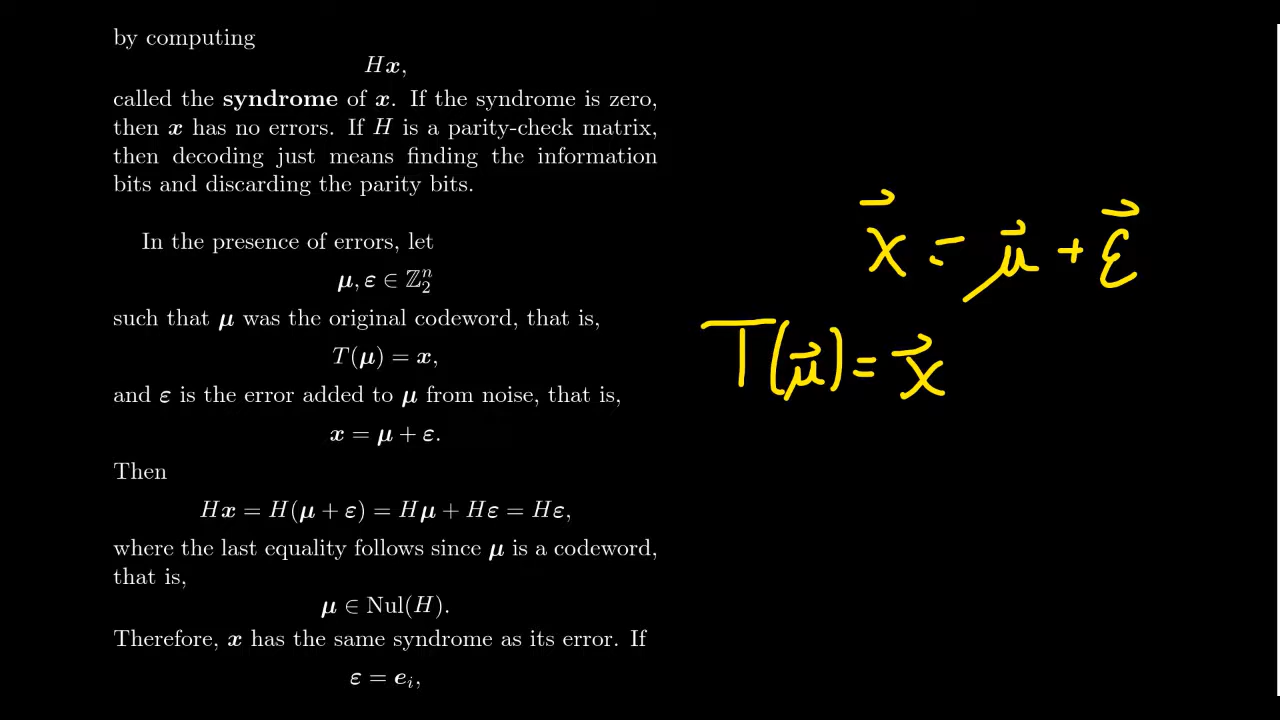 by computing
Hx,
called the syndrome of x. If the syndrome is zero,
then x has no errors. If H is a parity-check matrix,
then decoding just means finding the information
bits and discarding the parity bits.
In the presence of errors, let
μ, ε ∈ ℤ₂ⁿ
such that μ was the original codeword, that is,
T(μ) = x,
and ε is the error added to μ from noise, that is,
x = μ + ε.
Then
Hx = H(μ + ε) = Hμ + Hε = Hε,
where the last equality follows since μ is a codeword,
that is,
μ ∈ Nul(H).
Therefore, x has the same syndrome as its error. If
ε = eᵢ,
x⃗ = μ⃗ + ε⃗
T(μ⃗) = x⃗